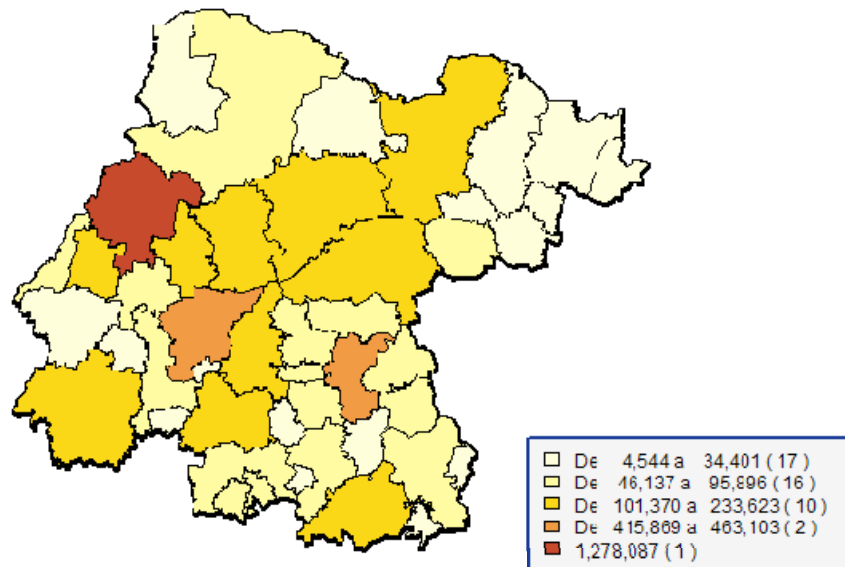 De 4,544 a 34,401 ( 17 )
De 46,137 a 95,896 ( 16 )
De 101,370 a 233,623 ( 10 )
De 415,869 a 463,103 ( 2 )
1,278,087 ( 1 )